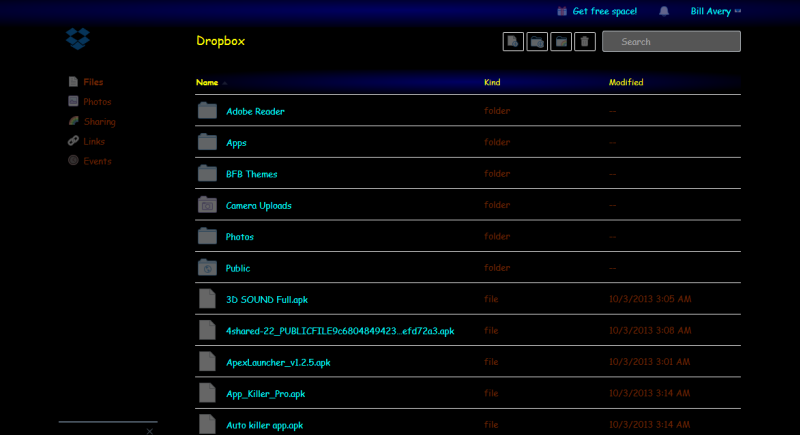 Get free space! Bill Avery
Dropbox
Search
Files
Photos
Sharing
Links
Events
Name Kind Modified
Adobe Reader folder --
Apps folder --
BFB Themes folder --
Camera Uploads folder --
Photos folder --
Public folder --
3D SOUND Full.apk file 10/3/2013 3:05 AM
4shared-22_PUBLICFILE9c6804849423...efd72a3.apk file 10/3/2013 3:08 AM
ApexLauncher_v1.2.5.apk file 10/3/2013 3:01 AM
App_Killer_Pro.apk file 10/3/2013 3:14 AM
Auto killer app.apk file 10/3/2013 3:14 AM